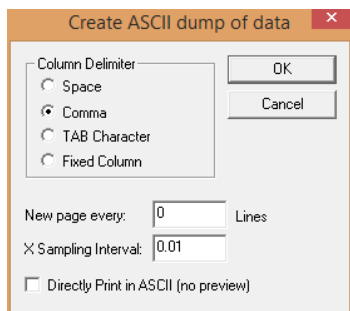 Create ASCII dump of data
Column Delimiter
Space
OK
Comma
Cancel
TAB Character
Fixed Column
New page every: 0 Lines
X Sampling Interval: 0.01
Directly Print in ASCII (no preview)